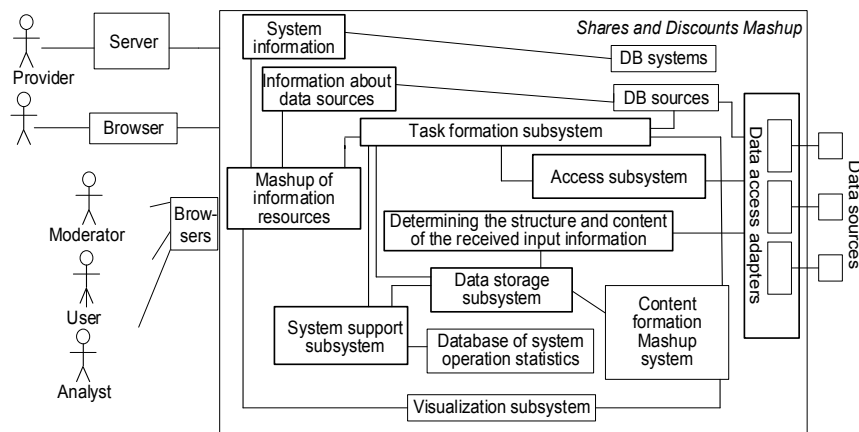 Shares and Discounts Mashup
System
information
Server
DB systems
Provider
Information about
data sources
DB sources
Browser
Task formation subsystem
Access subsystem
Mashup of
information
resources
Brow-
sers
Moderator
Determining the structure and content
of the received input information
Data access adapters
Data sources
User
Data storage
subsystem
Content
formation
Mashup
system
System support
subsystem
Database of system
operation statistics
Analyst
Visualization subsystem